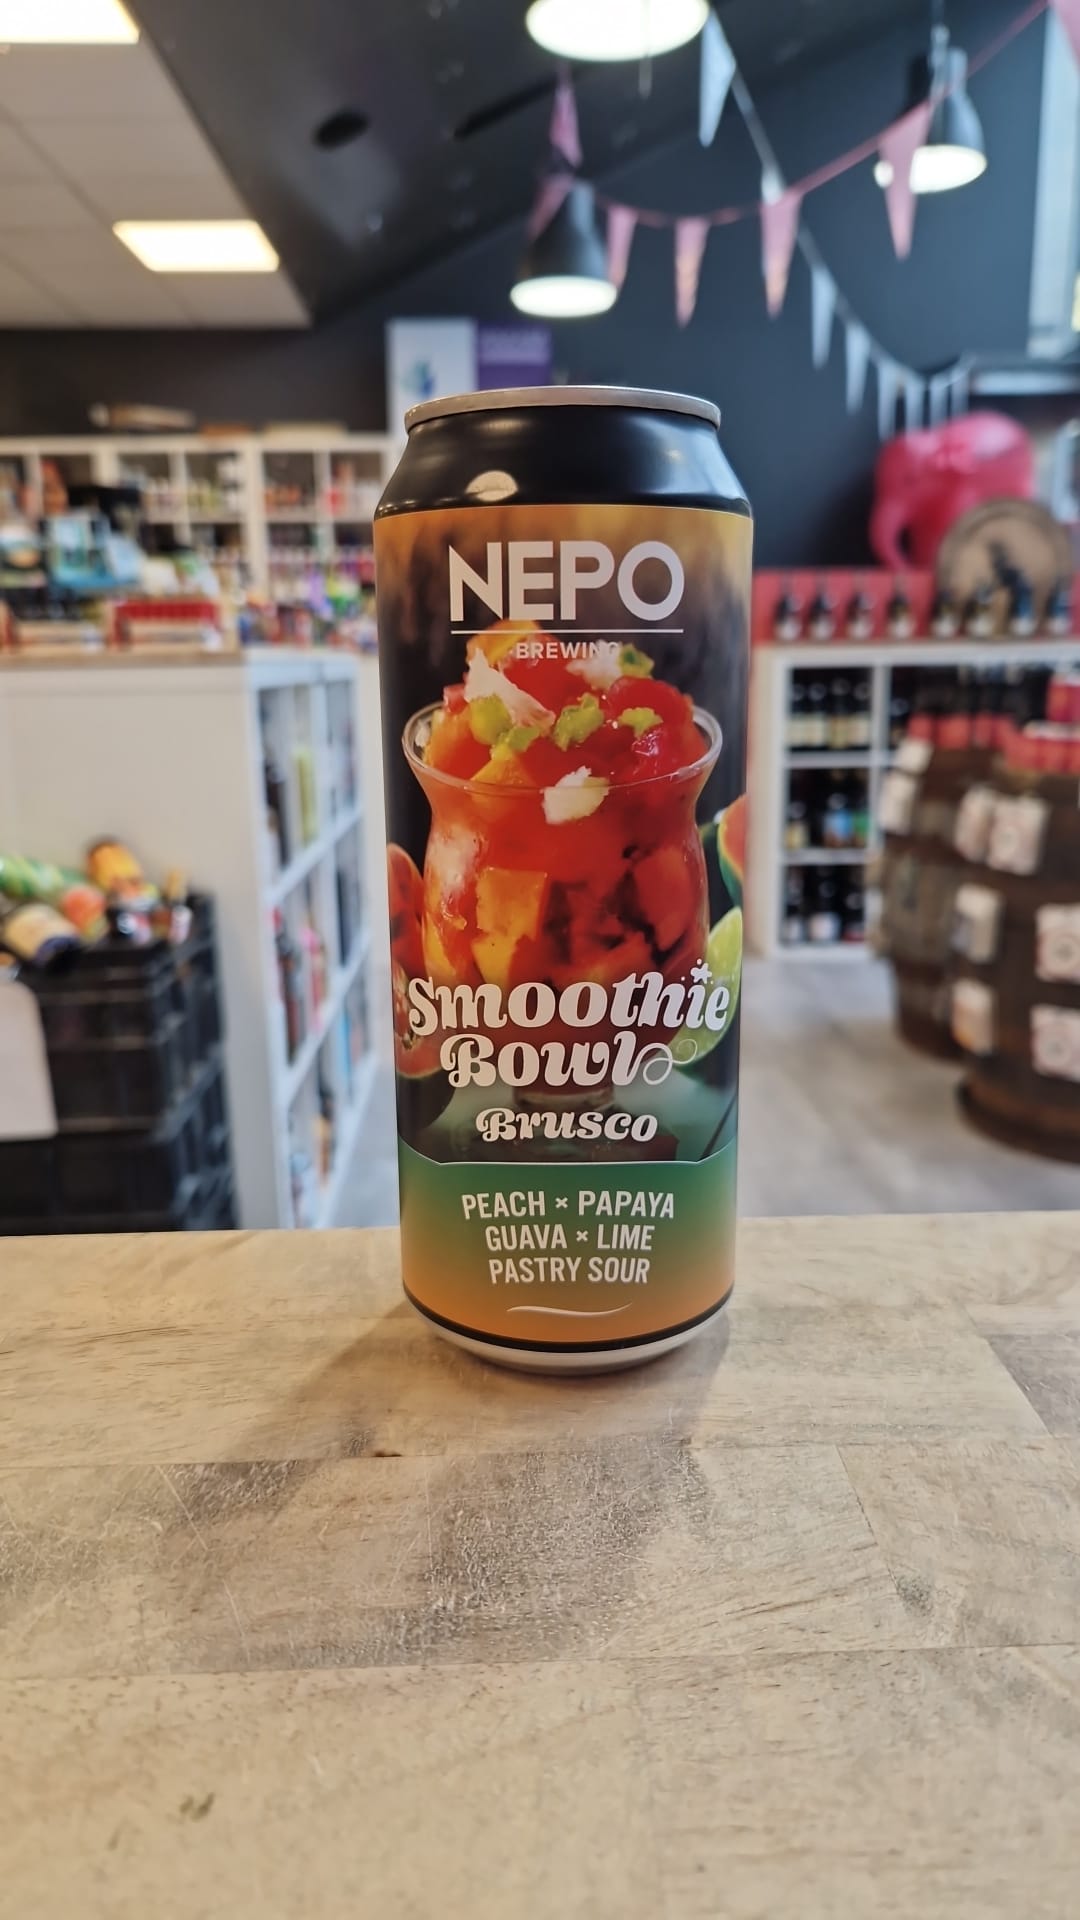 NEPO
BREWING
Smoothie
Bowl
Brusco
PEACH × PAPAYA
GUAVA × LIME
PASTRY SOUR